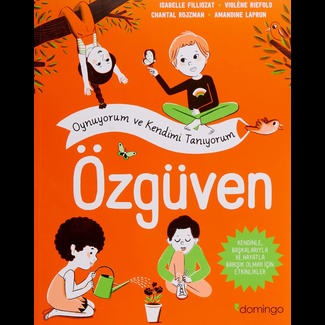 ISABELLE FILLIOZAT • VIOLÈNE RIEFOLO
CHANTAL ROJZMAN • AMANDINE LAPRUN
Oynuyorum ve Kendimi Tanıyorum
Özgüven
KENDİNLE,
BAŞKALARIYLA
VE HAYATLA
BARIŞIK OLMAK İÇİN
ETKİNLİKLER
domingo